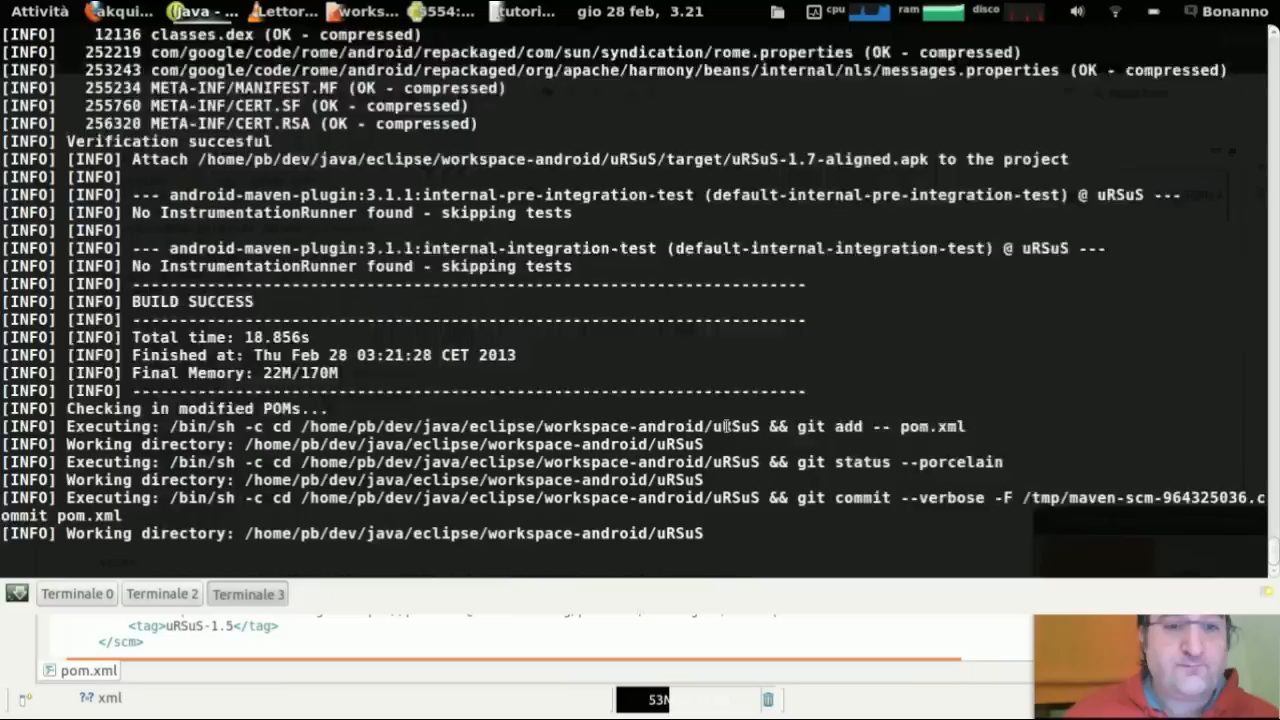 Attività akqui... java - ... Lettor... works... 5554:... tutori... gio 28 feb, 3.21 cpu ram disco Bonanno
[INFO] 12136 classes.dex (OK - compressed)
[INFO] 252219 com/google/code/rome/android/repackaged/com/sun/syndication/rome.properties (OK - compressed)
[INFO] 253243 com/google/code/rome/android/repackaged/org/apache/harmony/beans/internal/nls/messages.properties (OK - compressed)
[INFO] 255234 META-INF/MANIFEST.MF (OK - compressed)
[INFO] 255760 META-INF/CERT.SF (OK - compressed)
[INFO] 256320 META-INF/CERT.RSA (OK - compressed)
[INFO] Verification succesful
[INFO] [INFO] Attach /home/pb/dev/java/eclipse/workspace-android/uRSuS/target/uRSuS-1.7-aligned.apk to the project
[INFO] [INFO]
[INFO] [INFO] --- android-maven-plugin:3.1.1:internal-pre-integration-test (default-internal-pre-integration-test) @ uRSuS ---
[INFO] [INFO] No InstrumentationRunner found - skipping tests
[INFO] [INFO]
[INFO] [INFO] --- android-maven-plugin:3.1.1:internal-integration-test (default-internal-integration-test) @ uRSuS ---
[INFO] [INFO] No InstrumentationRunner found - skipping tests
[INFO] [INFO] ------------------------------------------------------------------------
[INFO] [INFO] BUILD SUCCESS
[INFO] [INFO] ------------------------------------------------------------------------
[INFO] [INFO] Total time: 18.856s
[INFO] [INFO] Finished at: Thu Feb 28 03:21:28 CET 2013
[INFO] [INFO] Final Memory: 22M/170M
[INFO] [INFO] ------------------------------------------------------------------------
[INFO] Checking in modified POMs...
[INFO] Executing: /bin/sh -c cd /home/pb/dev/java/eclipse/workspace-android/uRSuS && git add -- pom.xml
[INFO] Working directory: /home/pb/dev/java/eclipse/workspace-android/uRSuS
[INFO] Executing: /bin/sh -c cd /home/pb/dev/java/eclipse/workspace-android/uRSuS && git status --porcelain
[INFO] Working directory: /home/pb/dev/java/eclipse/workspace-android/uRSuS
[INFO] Executing: /bin/sh -c cd /home/pb/dev/java/eclipse/workspace-android/uRSuS && git commit --verbose -F /tmp/maven-scm-964325036.c
ommit pom.xml
[INFO] Working directory: /home/pb/dev/java/eclipse/workspace-android/uRSuS
Terminale 0 Terminale 2 Terminale 3
<tag>uRSuS-1.5</tag>
</scm>
pom.xml
xml 53M